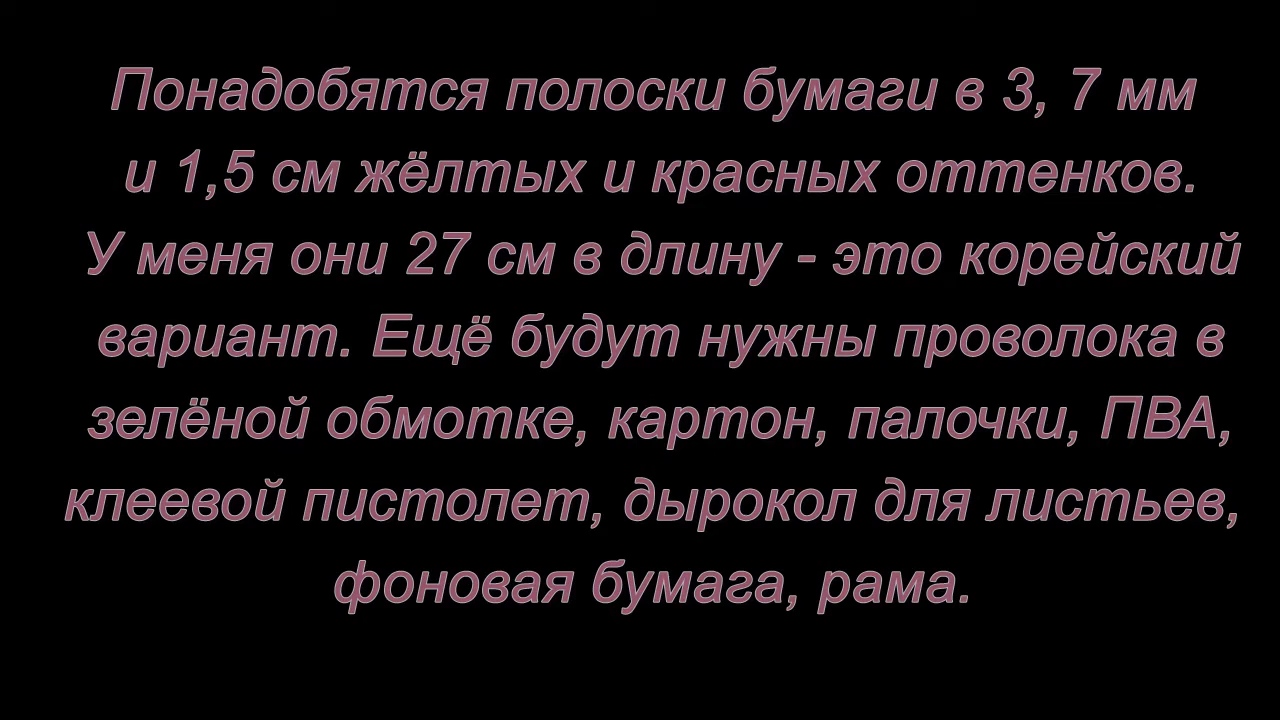 Понадобятся полоски бумаги в 3, 7 мм
и 1,5 см жёлтых и красных оттенков.
У меня они 27 см в длину - это корейский
вариант. Ещё будут нужны проволока в
зелёной обмотке, картон, палочки, ПВА,
клеевой пистолет, дырокол для листьев,
фоновая бумага, рама.